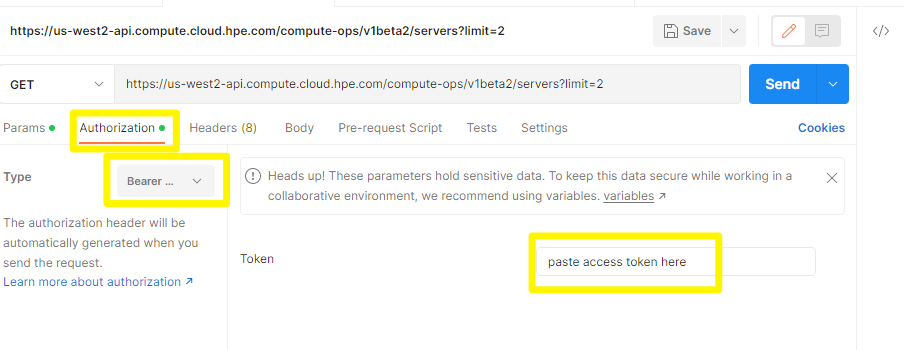 https://us-west2-api.compute.cloud.hpe.com/compute-ops/v1beta2/servers?limit=2
Save
GET
https://us-west2-api.compute.cloud.hpe.com/compute-ops/v1beta2/servers?limit=2
Send
Params
Authorization
Headers (8)
Body
Pre-request Script
Tests
Settings
Cookies
Type
Bearer ...
The authorization header will be
automatically generated when you
send the request.
Learn more about authorization ↗
Heads up! These parameters hold sensitive data. To keep this data secure while working in a
collaborative environment, we recommend using variables. variables ↗
Token
paste access token here